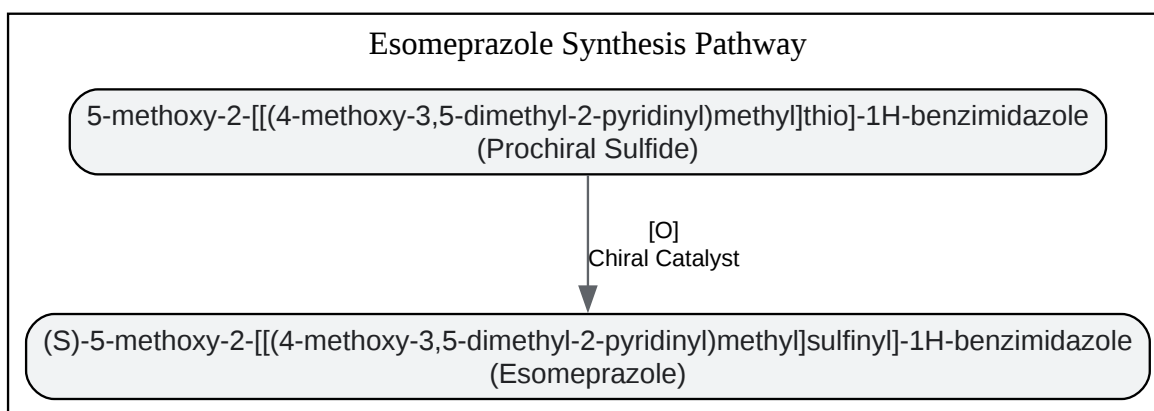 Esomeprazole Synthesis Pathway
5-methoxy-2-[[(4-methoxy-3,5-dimethyl-2-pyridinyl)methyl]thio]-1H-benzimidazole
(Prochiral Sulfide)
[O]
Chiral Catalyst
(S)-5-methoxy-2-[[(4-methoxy-3,5-dimethyl-2-pyridinyl)methyl]sulfinyl]-1H-benzimidazole
(Esomeprazole)